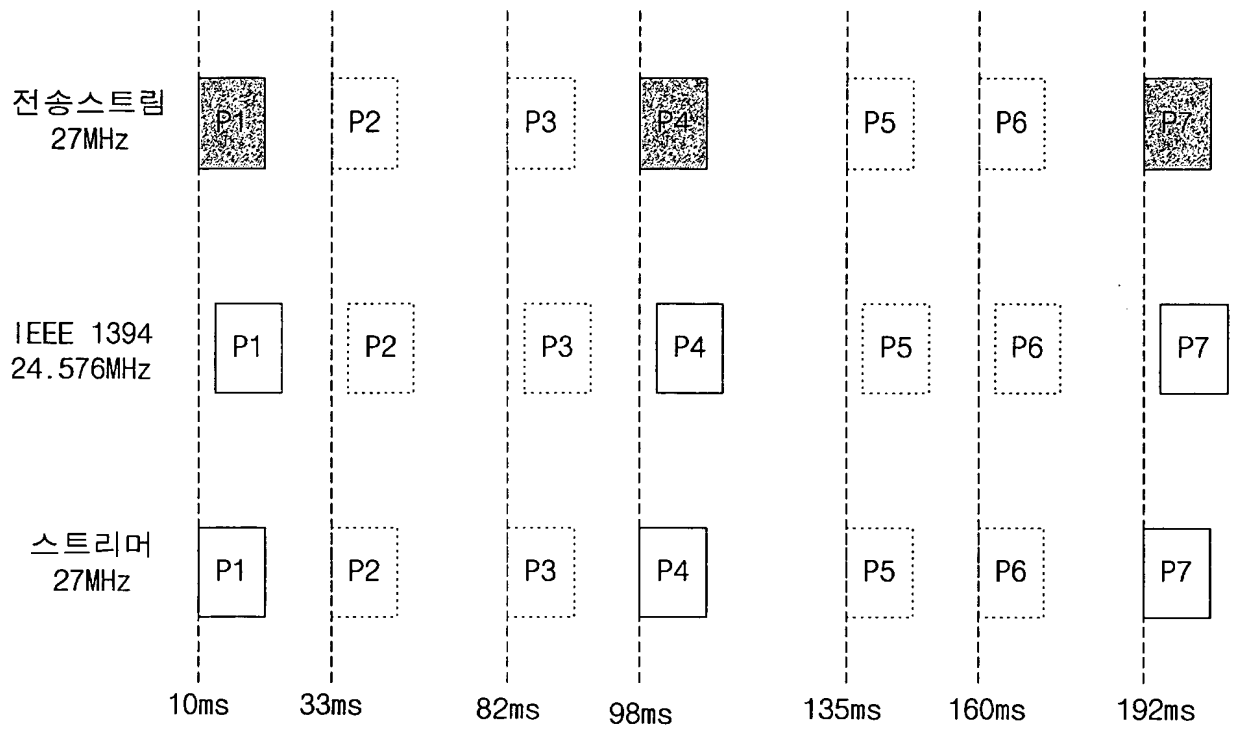 전송스트림
27MHz
P1 P2 P3 P4 P5 P6 P7
IEEE 1394
24.576MHz
P1 P2 P3 P4 P5 P6 P7
스트리머
27MHz
P1 P2 P3 P4 P5 P6 P7
10ms 33ms 82ms 98ms 135ms 160ms 192ms